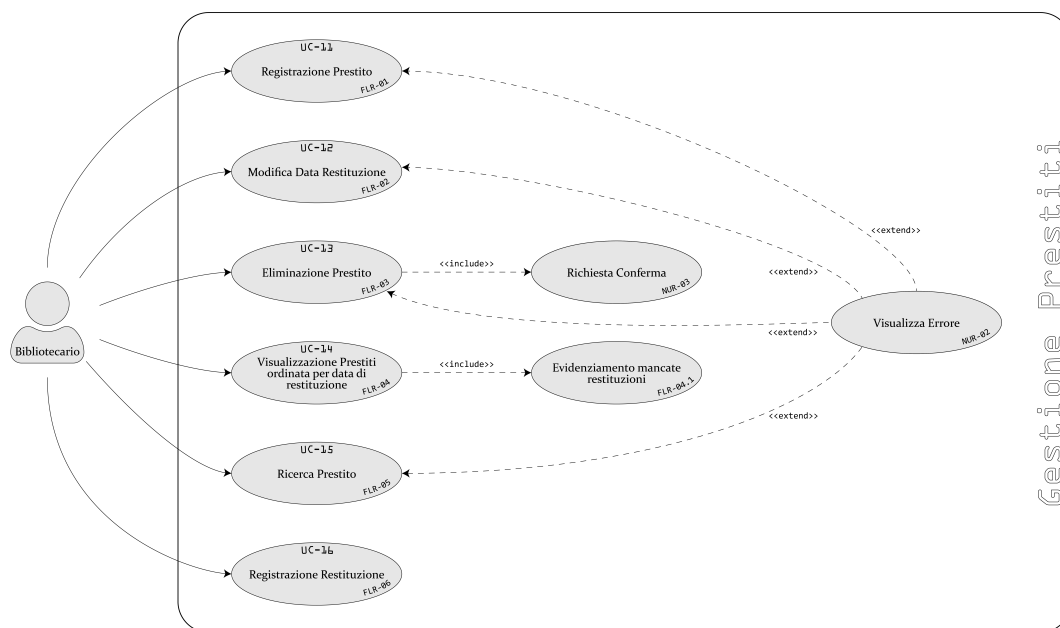 UC-11
Registrazione Prestito
FLR-01
UC-12
Modifica Data Restituzione
FLR-02
<<extend>>
UC-13
Eliminazione Prestito
FLR-03
<<include>>
Richiesta Conferma
NUR-03
<<extend>>
Visualizza Errore
NUR-02
<<extend>>
Bibliotecario
UC-14
Visualizzazione Prestiti
ordinata per data di
restituzione
FLR-04
<<include>>
Evidenziamento mancate
restituzioni
FLR-04.1
<<extend>>
UC-15
Ricerca Prestito
FLR-05
UC-16
Registrazione Restituzione
FLR-06
Gestione Prestiti